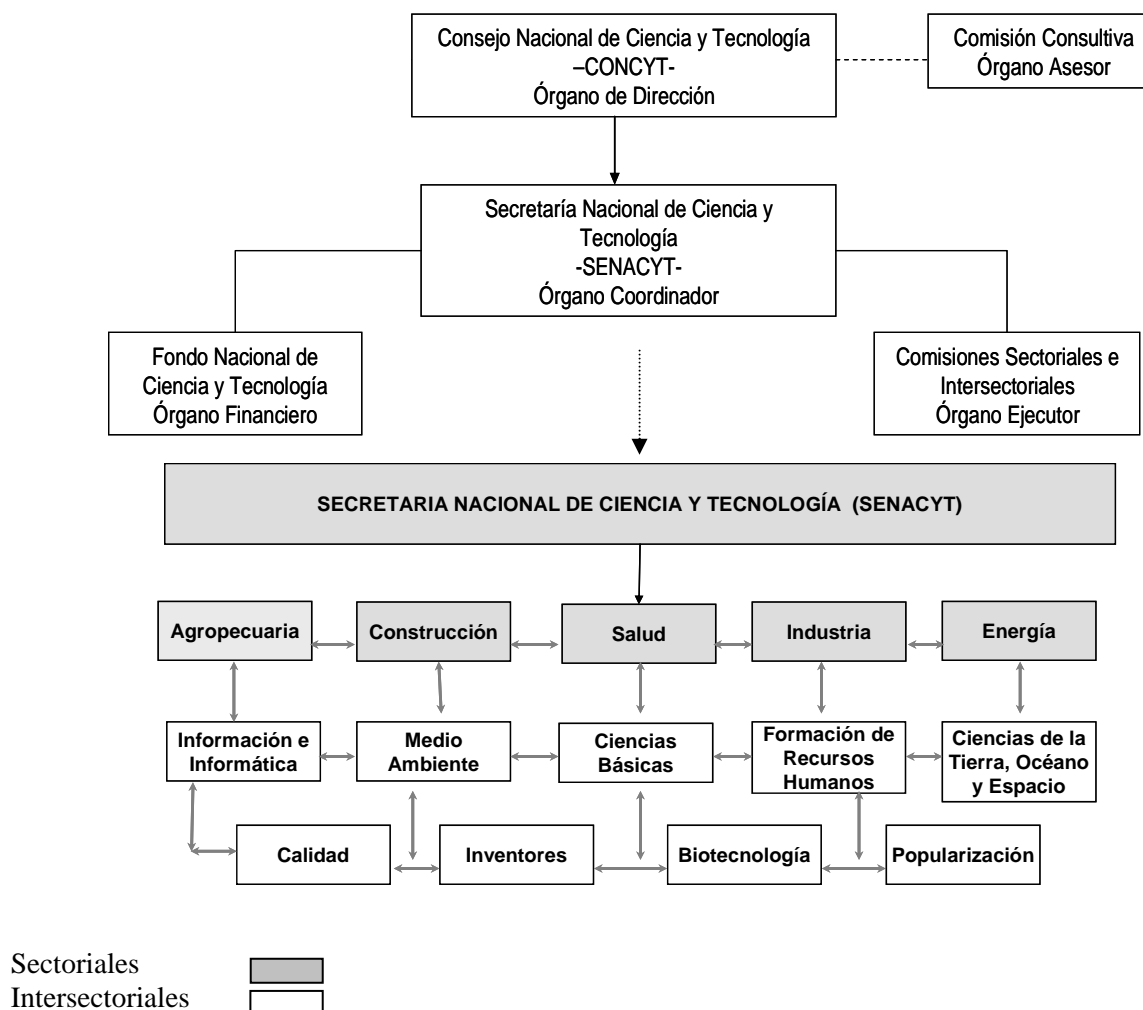 Consejo Nacional de Ciencia y Tecnología
–CONCYT-
Órgano de Dirección
Comisión Consultiva
Órgano Asesor
Secretaría Nacional de Ciencia y
Tecnología
-SENACYT-
Órgano Coordinador
Fondo Nacional de
Ciencia y Tecnología
Órgano Financiero
Comisiones Sectoriales e
Intersectoriales
Órgano Ejecutor
SECRETARIA NACIONAL DE CIENCIA Y TECNOLOGÍA (SENACYT)
Agropecuaria
Construcción
Salud
Industria
Energía
Información e
Informática
Medio
Ambiente
Ciencias
Básicas
Formación de
Recursos
Humanos
Ciencias de la
Tierra, Océano
y Espacio
Calidad
Inventores
Biotecnología
Popularización
Sectoriales
Intersectoriales